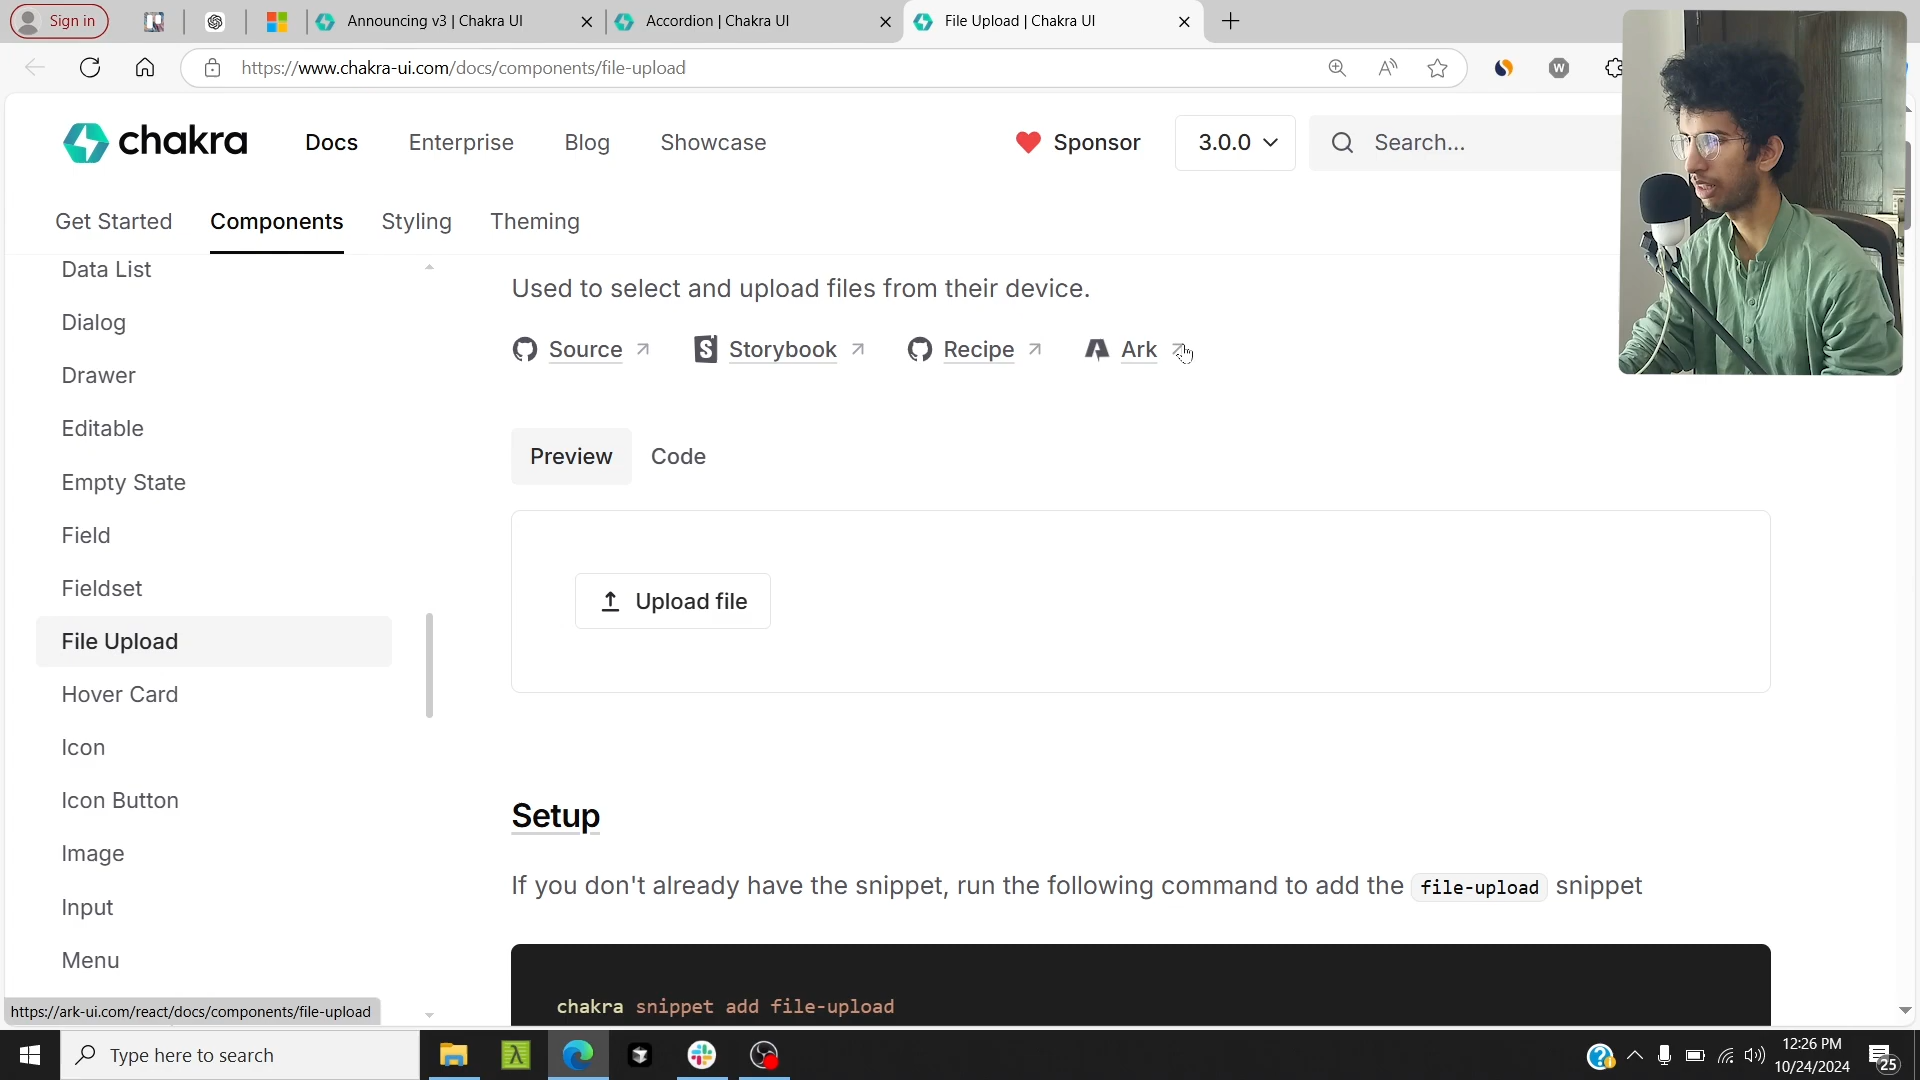 Sign in
Announcing v3 | Chakra UI
Accordion | Chakra UI
File Upload | Chakra UI
https://www.chakra-ui.com/docs/components/file-upload
W
chakra
Docs
Enterprise
Blog
Showcase
Sponsor
3.0.0
Search...
Get Started
Components
Styling
Theming
Data List
Dialog
Drawer
Editable
Empty State
Field
Fieldset
File Upload
Hover Card
Icon
Icon Button
Image
Input
Menu
Used to select and upload files from their device.
Source
Storybook
Recipe
Ark
Preview
Code
Upload file
Setup
If you don't already have the snippet, run the following command to add the file-upload snippet
chakra snippet add file-upload
https://ark-ui.com/react/docs/components/file-upload
Type here to search
12:26 PM
10/24/2024
25